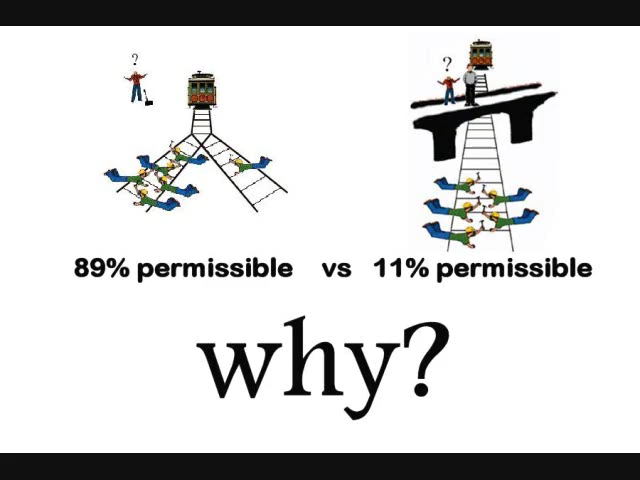 ?
?
89% permissible vs 11% permissible
why?